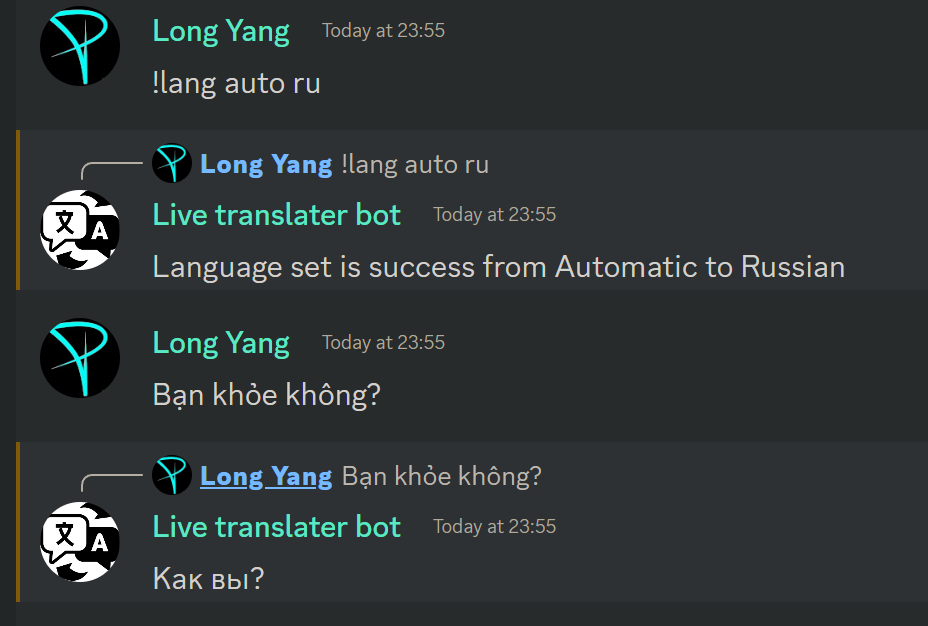 Long Yang Today at 23:55
!lang auto ru
Long Yang !lang auto ru
Live translater bot Today at 23:55
Language set is success from Automatic to Russian
Long Yang Today at 23:55
Bạn khỏe không?
Long Yang Bạn khỏe không?
Live translater bot Today at 23:55
Как вы?